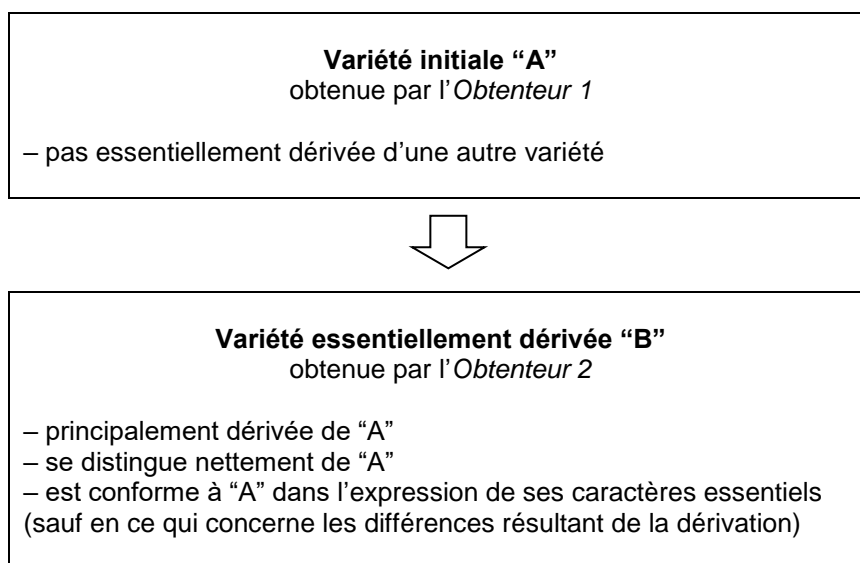 Variété initiale “A”
obtenue par l’Obtenteur 1
– pas essentiellement dérivée d’une autre variété
Variété essentiellement dérivée “B”
obtenue par l’Obtenteur 2
– principalement dérivée de “A”
– se distingue nettement de “A”
– est conforme à “A” dans l’expression de ses caractères essentiels
(sauf en ce qui concerne les différences résultant de la dérivation)